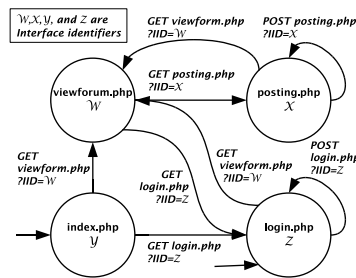 W,X,Y, and Z are
Interface identifiers
GET viewform.php
?IID=W
POST posting.php
?IID=X
GET posting.php
?IID=X
viewforum.php
W
posting.php
X
GET
viewform.php
?IID=W
GET
login.php
?IID=Z
GET
viewform.php
?IID=W
POST
login.php
?IID=Z
index.php
Y
GET login.php
?IID=Z
login.php
Z